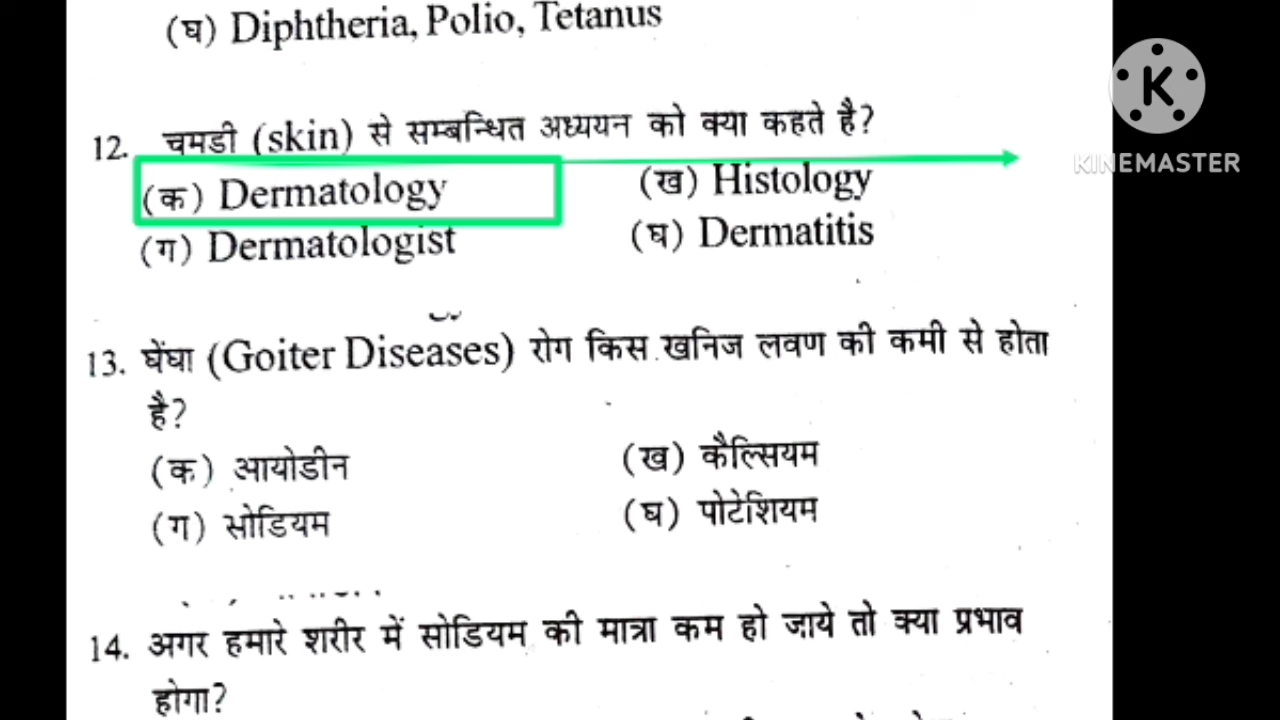 (घ) Diphtheria, Polio, Tetanus
12. चमडी (skin) से सम्बन्धित अध्ययन को क्या कहते है?
(क) Dermatology (ख) Histology
(ग) Dermatologist (घ) Dermatitis
13. घेंघा (Goiter Diseases) रोग किस खनिज लवण की कमी से होता
है?
(क) आयोडीन (ख) कैल्सियम
(ग) सोडियम (घ) पोटेशियम
14. अगर हमारे शरीर में सोडियम की मात्रा कम हो जाये तो क्या प्रभाव
होगा?
K
KINEMASTER